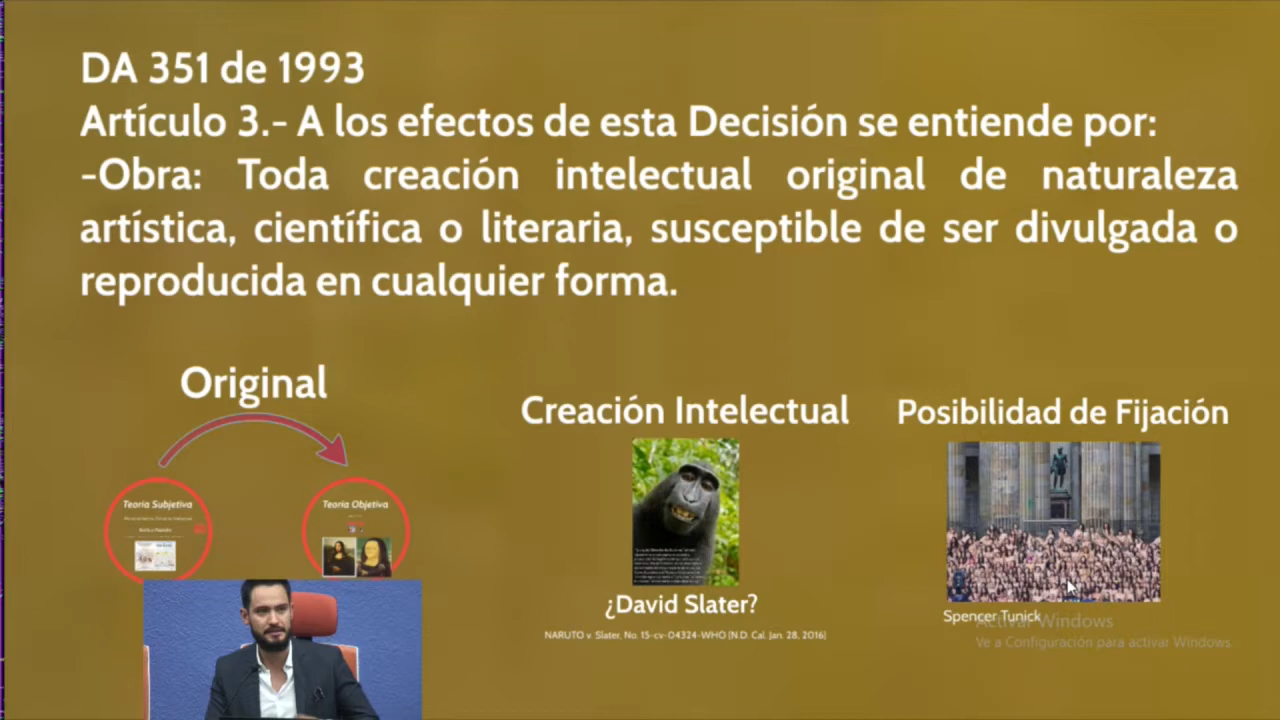 DA 351 de 1993
Artículo 3.- A los efectos de esta Decisión se entiende por:
-Obra: Toda creación intelectual original de naturaleza
artística, científica o literaria, susceptible de ser divulgada o
reproducida en cualquier forma.
Original
Teoría Subjetiva
Teoría Objetiva
Creación Intelectual
¿David Slater?
NARUTO v. Slater, No. 15-cv-04324-WHO (N.D. Cal. Jan. 28, 2016)
Posibilidad de Fijación
Spencer Tunick
Activar Windows
Ve a Configuración para activar Windows.